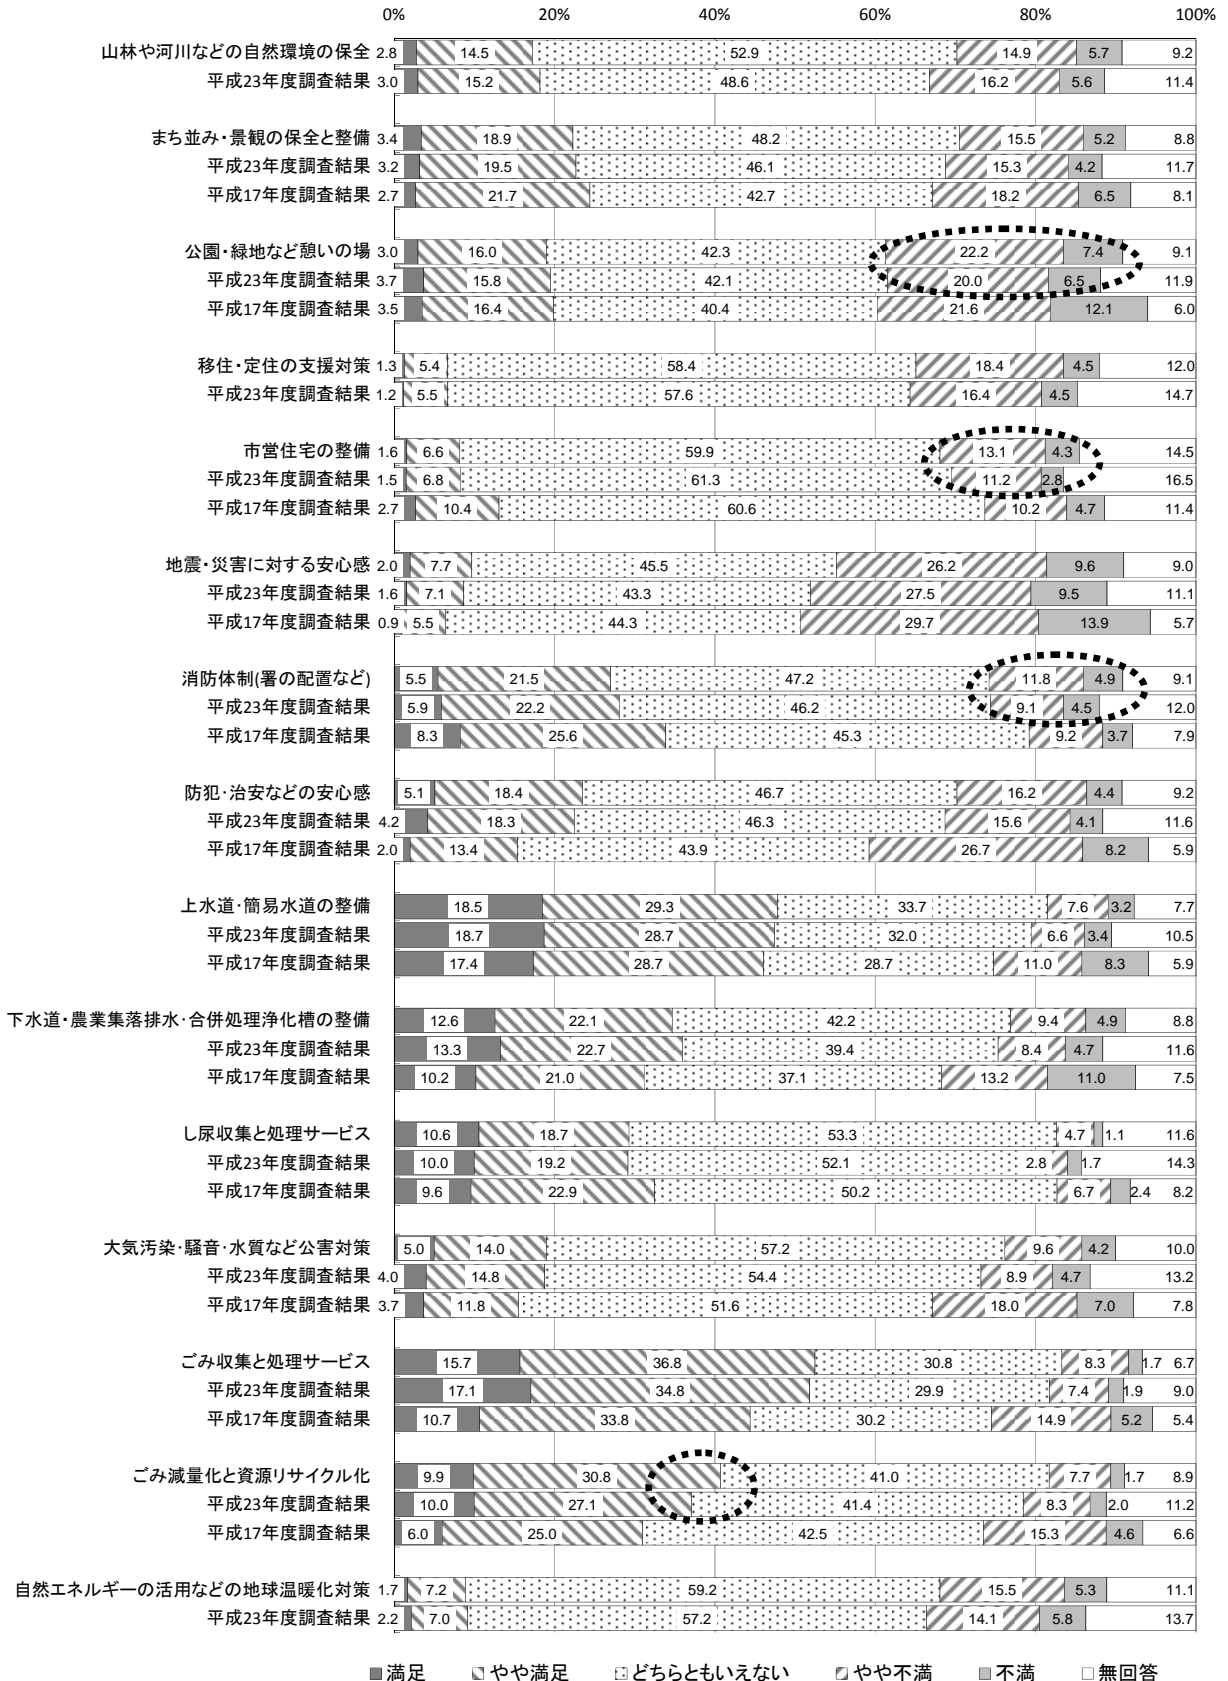 0% 20% 40% 60% 80% 100%
山林や河川などの自然環境の保全 2.8 14.5 52.9 14.9 5.7 9.2
平成23年度調査結果 3.0 15.2 48.6 16.2 5.6 11.4
まち並み・景観の保全と整備 3.4 18.9 48.2 15.5 5.2 8.8
平成23年度調査結果 3.2 19.5 46.1 15.3 4.2 11.7
平成17年度調査結果 2.7 21.7 42.7 18.2 6.5 8.1
公園・緑地など憩いの場 3.0 16.0 42.3 22.2 7.4 9.1
平成23年度調査結果 3.7 15.8 42.1 20.0 6.5 11.9
平成17年度調査結果 3.5 16.4 40.4 21.6 12.1 6.0
移住・定住の支援対策 1.3 5.4 58.4 18.4 4.5 12.0
平成23年度調査結果 1.2 5.5 57.6 16.4 4.5 14.7
市営住宅の整備 1.6 6.6 59.9 13.1 4.3 14.5
平成23年度調査結果 1.5 6.8 61.3 11.2 2.8 16.5
平成17年度調査結果 2.7 10.4 60.6 10.2 4.7 11.4
地震・災害に対する安心感 2.0 7.7 45.5 26.2 9.6 9.0
平成23年度調査結果 1.6 7.1 43.3 27.5 9.5 11.1
平成17年度調査結果 0.9 5.5 44.3 29.7 13.9 5.7
消防体制(署の配置など) 5.5 21.5 47.2 11.8 4.9 9.1
平成23年度調査結果 5.9 22.2 46.2 9.1 4.5 12.0
平成17年度調査結果 8.3 25.6 45.3 9.2 3.7 7.9
防犯・治安などの安心感 5.1 18.4 46.7 16.2 4.4 9.2
平成23年度調査結果 4.2 18.3 46.3 15.6 4.1 11.6
平成17年度調査結果 2.0 13.4 43.9 26.7 8.2 5.9
上水道・簡易水道の整備 18.5 29.3 33.7 7.6 3.2 7.7
平成23年度調査結果 18.7 28.7 32.0 6.6 3.4 10.5
平成17年度調査結果 17.4 28.7 28.7 11.0 8.3 5.9
下水道・農業集落排水・合併処理浄化槽の整備 12.6 22.1 42.2 9.4 4.9 8.8
平成23年度調査結果 13.3 22.7 39.4 8.4 4.7 11.6
平成17年度調査結果 10.2 21.0 37.1 13.2 11.0 7.5
し尿収集と処理サービス 10.6 18.7 53.3 4.7 1.1 11.6
平成23年度調査結果 10.0 19.2 52.1 2.8 1.7 14.3
平成17年度調査結果 9.6 22.9 50.2 6.7 2.4 8.2
大気汚染・騒音・水質など公害対策 5.0 14.0 57.2 9.6 4.2 10.0
平成23年度調査結果 4.0 14.8 54.4 8.9 4.7 13.2
平成17年度調査結果 3.7 11.8 51.6 18.0 7.0 7.8
ごみ収集と処理サービス 15.7 36.8 30.8 8.3 1.7 6.7
平成23年度調査結果 17.1 34.8 29.9 7.4 1.9 9.0
平成17年度調査結果 10.7 33.8 30.2 14.9 5.2 5.4
ごみ減量化と資源リサイクル化 9.9 30.8 41.0 7.7 1.7 8.9
平成23年度調査結果 10.0 27.1 41.4 8.3 2.0 11.2
平成17年度調査結果 6.0 25.0 42.5 15.3 4.6 6.6
自然エネルギーの活用などの地球温暖化対策 1.7 7.2 59.2 15.5 5.3 11.1
平成23年度調査結果 2.2 7.0 57.2 14.1 5.8 13.7
満足 やや満足 どちらともいえない やや不満 不満 無回答